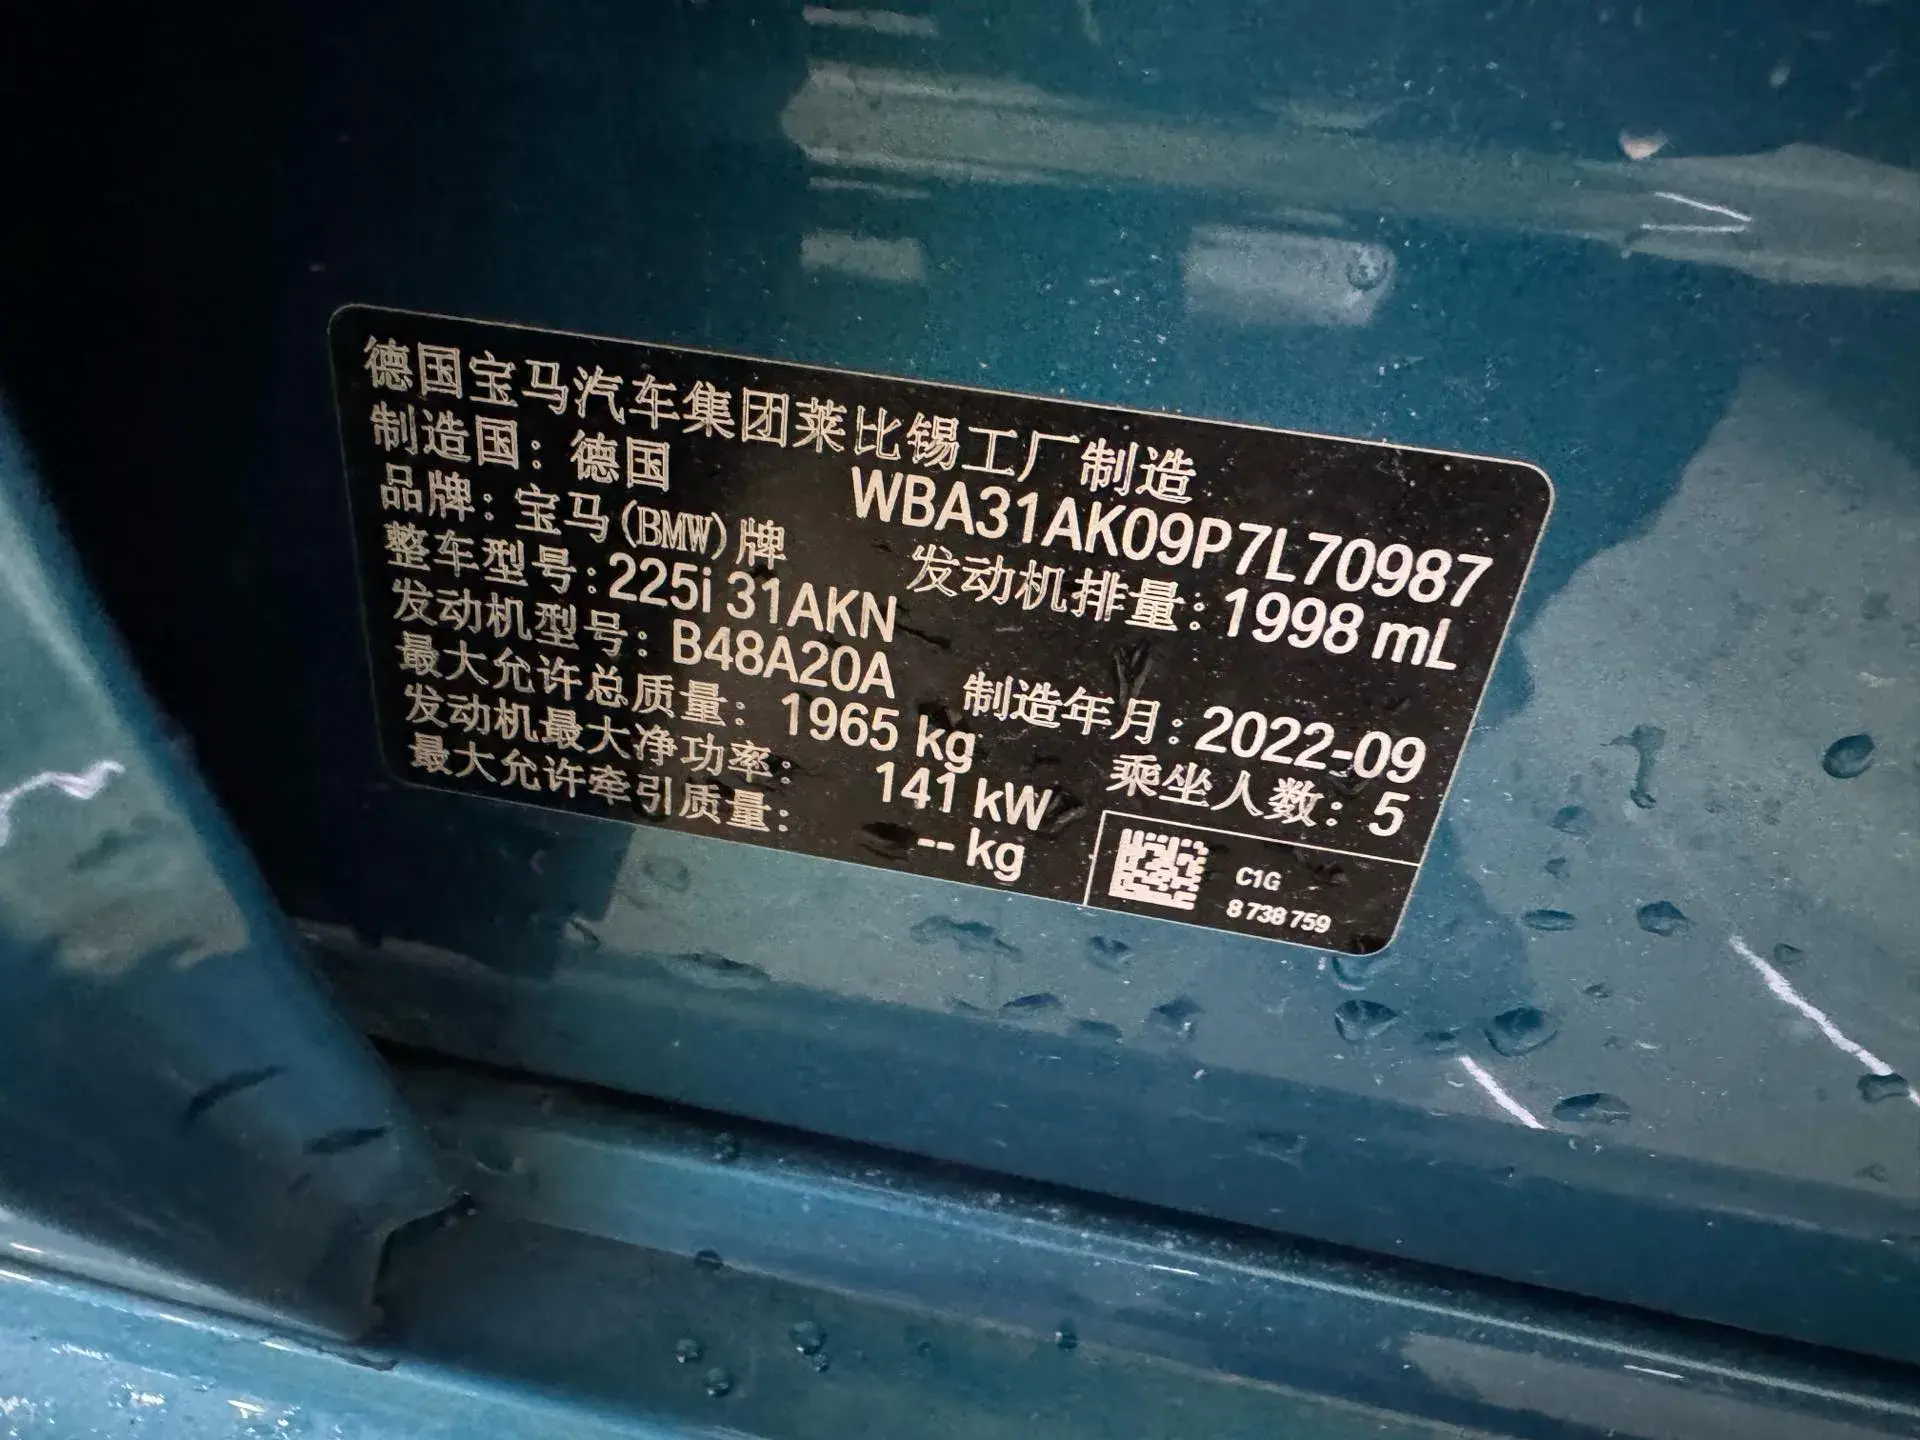 德国宝马汽车集团莱比锡工厂制造
制造国：德国 WBA31AK09P7L70987
品牌：宝马(BMW)牌 发动机排量：1998 mL
整车型号：225i 31AKN
发动机型号：B48A20A 制造年月：2022-09
最大允许总质量：1965 kg 乘坐人数：5
发动机最大净功率：141 kW
最大允许牵引质量：-- kg
C1G
8 738 759